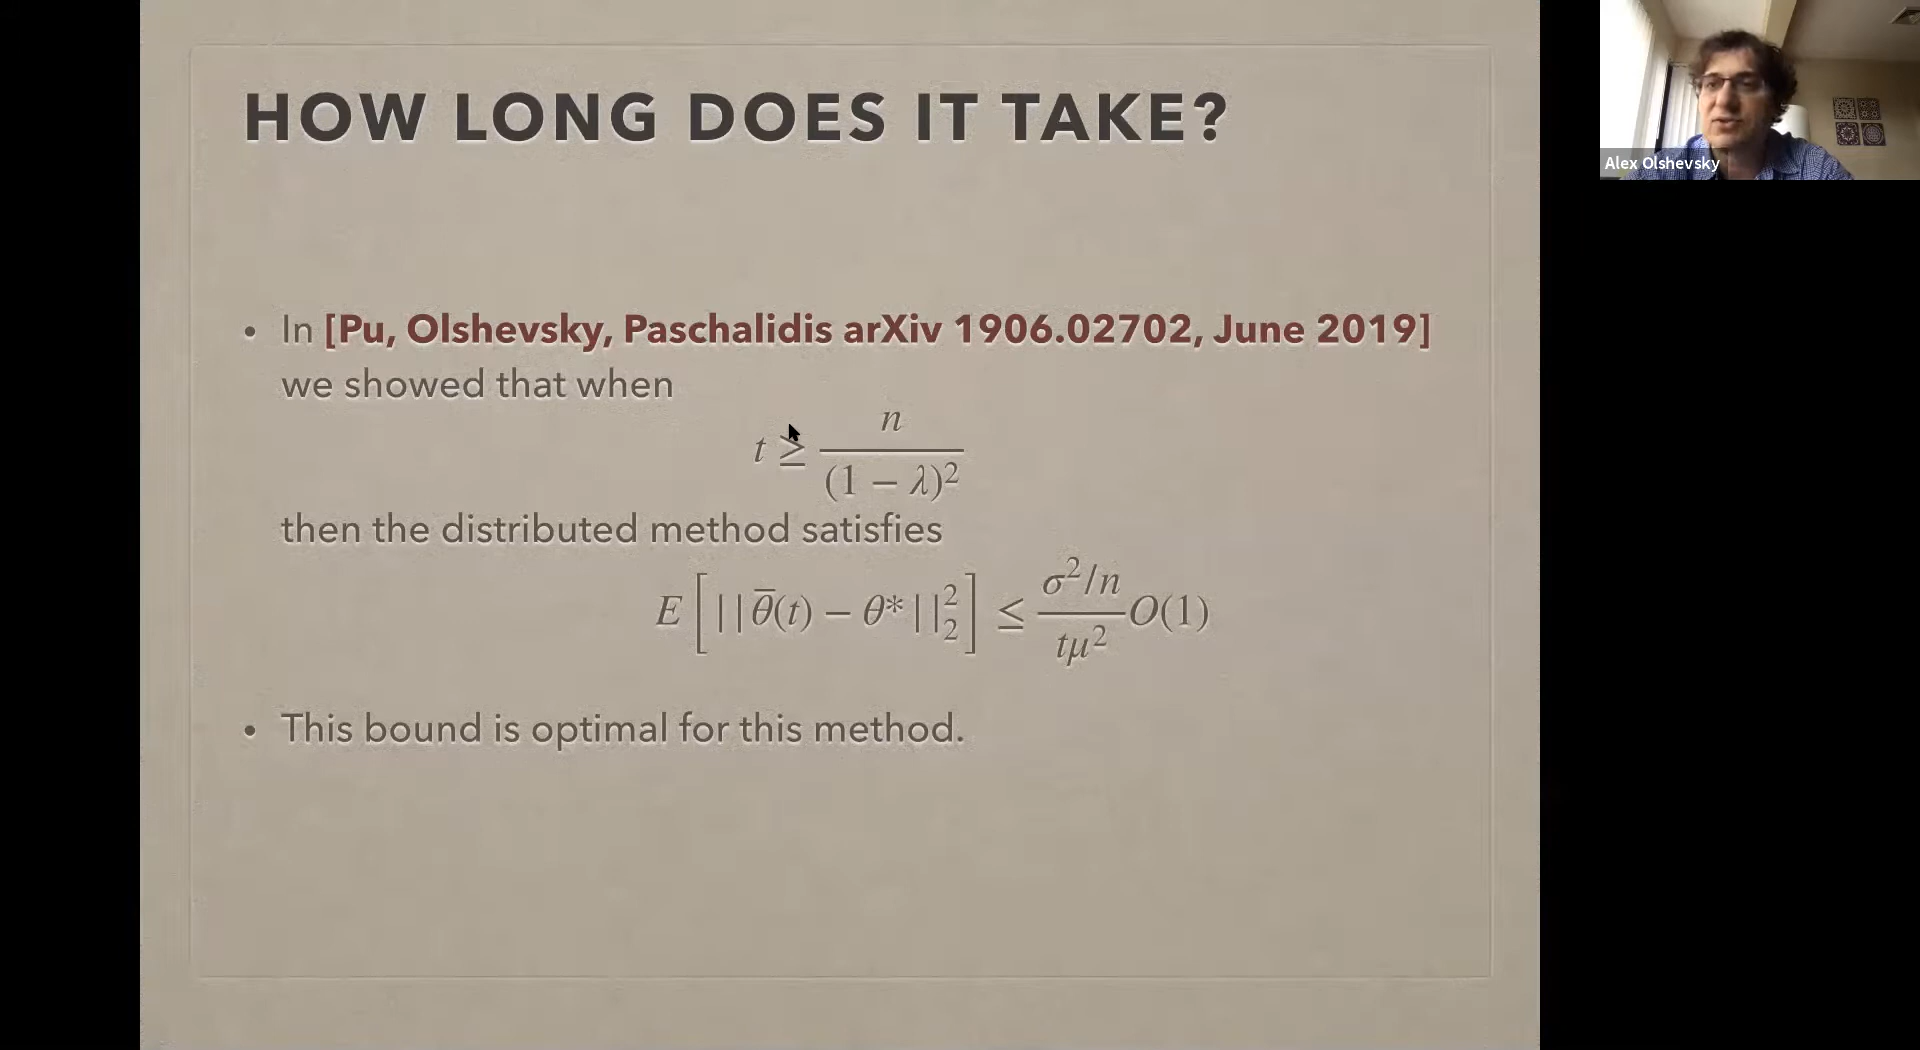 HOW LONG DOES IT TAKE?
Alex Olshevsky
• In [Pu, Olshevsky, Paschalidis arXiv 1906.02702, June 2019]
we showed that when
t ≥ n / (1 − λ)²
then the distributed method satisfies
E [ ||θ̄(t) − θ*||₂² ] ≤ (σ²/n) / (tμ²) O(1)
• This bound is optimal for this method.